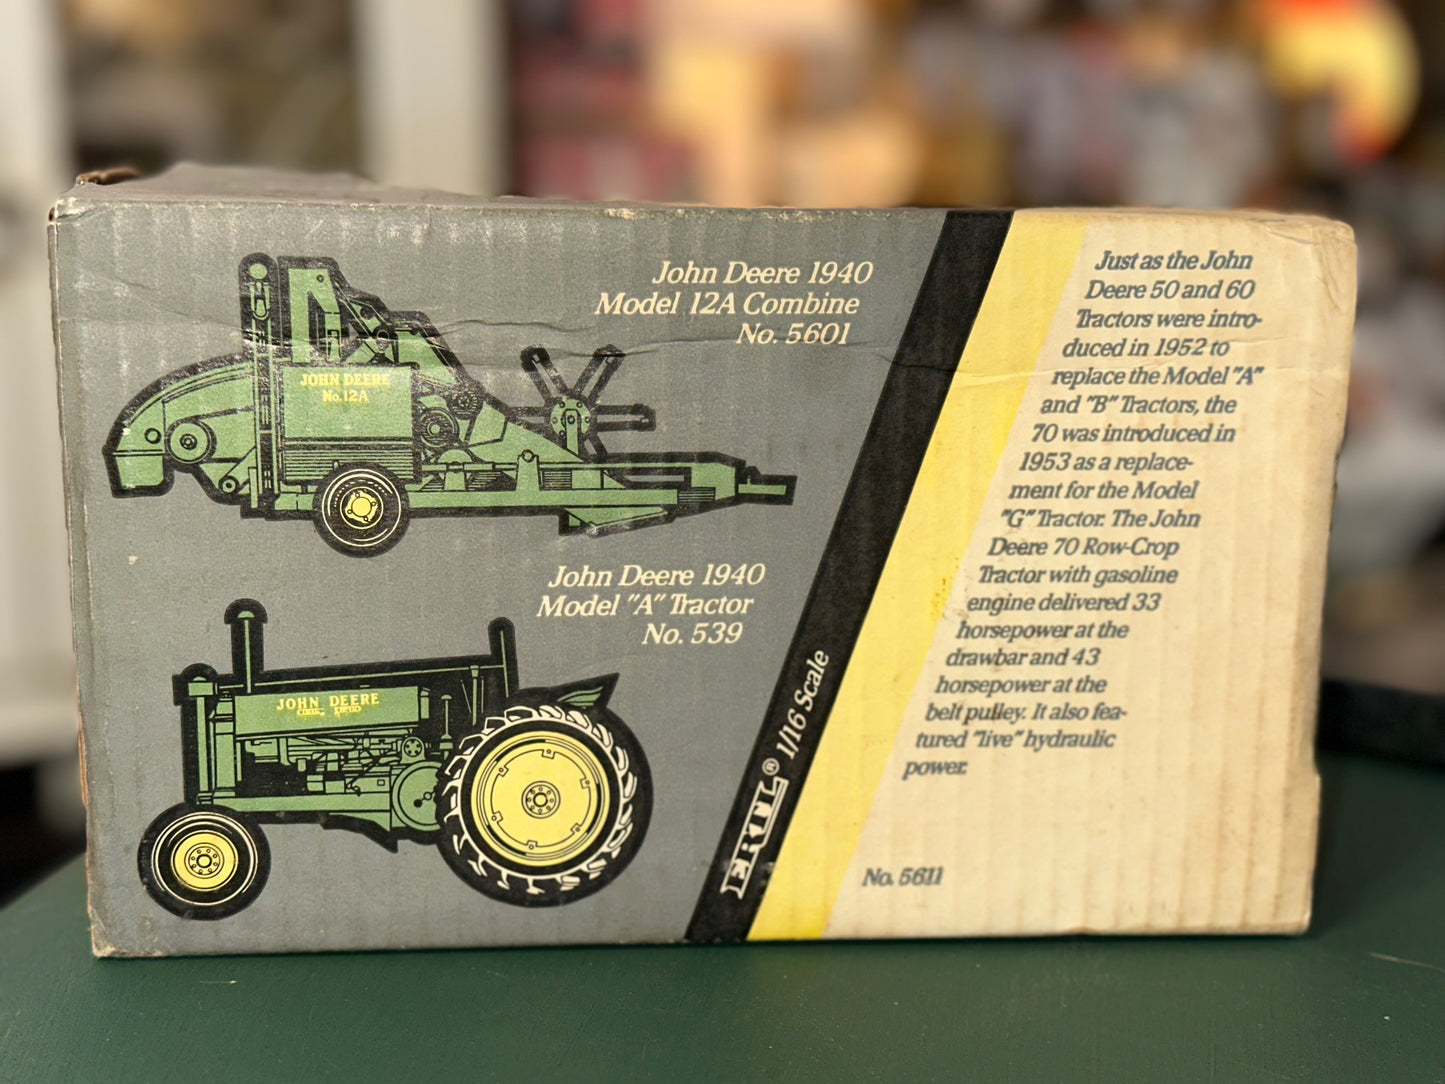 John Deere 1940
Model 12A Combine
No. 5601
JOHN DEERE
No. 12A
John Deere 1940
Model "A" Tractor
No. 539
JOHN DEERE
ERTL® 1/16 Scale
Just as the John
Deere 50 and 60
Tractors were intro-
duced in 1952 to
replace the Model "A"
and "B" Tractors, the
70 was introduced in
1953 as a replace-
ment for the Model
"G" Tractor. The John
Deere 70 Row-Crop
Tractor with gasoline
engine delivered 33
horsepower at the
drawbar and 43
horsepower at the
belt pulley. It also fea-
tured "live" hydraulic
power.
No. 5611